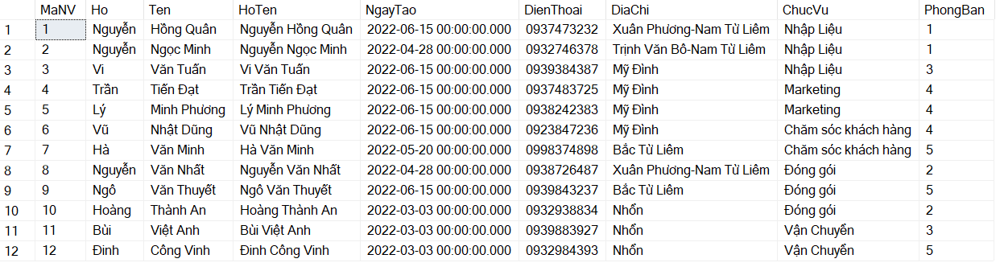 MaNV Ho Ten HoTen NgayTao DienThoai DiaChi ChucVu PhongBan
1 1 Nguyễn Hồng Quân Nguyễn Hồng Quân 2022-06-15 00:00:00.000 0937473232 Xuân Phương-Nam Từ Liêm Nhập Liệu 1
2 2 Nguyễn Ngọc Minh Nguyễn Ngọc Minh 2022-04-28 00:00:00.000 0932746378 Trịnh Văn Bô-Nam Từ Liêm Nhập Liệu 1
3 3 Vi Văn Tuấn Vi Văn Tuấn 2022-06-15 00:00:00.000 0939384387 Mỹ Đình Nhập Liệu 3
4 4 Trần Tiến Đạt Trần Tiến Đạt 2022-06-15 00:00:00.000 0937483725 Mỹ Đình Marketing 4
5 5 Lý Minh Phương Lý Minh Phương 2022-06-15 00:00:00.000 0938242383 Mỹ Đình Marketing 4
6 6 Vũ Nhật Dũng Vũ Nhật Dũng 2022-06-15 00:00:00.000 0923847236 Mỹ Đình Chăm sóc khách hàng 4
7 7 Hà Văn Minh Hà Văn Minh 2022-05-20 00:00:00.000 0998374898 Bắc Từ Liêm Chăm sóc khách hàng 5
8 8 Nguyễn Văn Nhất Nguyễn Văn Nhất 2022-04-28 00:00:00.000 0938726487 Xuân Phương-Nam Từ Liêm Đóng gói 2
9 9 Ngô Văn Thuyết Ngô Văn Thuyết 2022-06-15 00:00:00.000 0939843237 Bắc Từ Liêm Đóng gói 5
10 10 Hoàng Thành An Hoàng Thành An 2022-03-03 00:00:00.000 0932938834 Nhổn Đóng gói 2
11 11 Bùi Việt Anh Bùi Việt Anh 2022-03-03 00:00:00.000 0939883927 Nhổn Vận Chuyển 3
12 12 Đinh Công Vinh Đinh Công Vinh 2022-03-03 00:00:00.000 0932984393 Nhổn Vận Chuyển 5